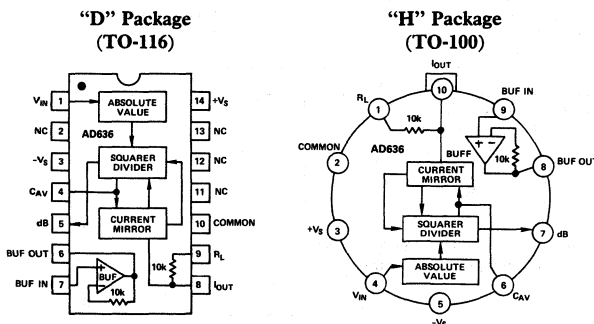 “D” Package
(TO-116)
VIN 1
NC 2
–VS 3
CAV 4
dB 5
BUF OUT 6
BUF IN 7
14 +VS
13 NC
12 NC
11 NC
10 COMMON
9 RL
8 IOUT
ABSOLUTE
VALUE
AD636
SQUARER
DIVIDER
CURRENT
MIRROR
10k
BUF
10k
+
–
“H” Package
(TO-100)
IOUT
10
RL
1
BUF IN
9
10k
COMMON
2
AD636
+ –
10k
8
BUF OUT
BUFF
CURRENT
MIRROR
+VS
3
SQUARER
DIVIDER
7
dB
ABSOLUTE
VALUE
VIN
4
5
–VS
6
CAV